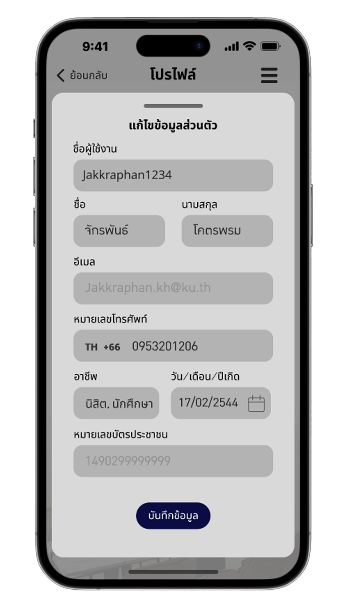 9:41
ย้อนกลับ โปรไฟล์
แก้ไขข้อมูลส่วนตัว
ชื่อผู้ใช้งาน
Jakkraphan1234
ชื่อ นามสกุล
จักรพันธ์ โคตรพรม
อีเมล
Jakkraphan.kh@ku.th
หมายเลขโทรศัพท์
TH +66 0953201206
อาชีพ วัน/เดือน/ปีเกิด
นิสิต, นักศึกษา 17/02/2544
หมายเลขบัตรประชาชน
1490299999999
บันทึกข้อมูล